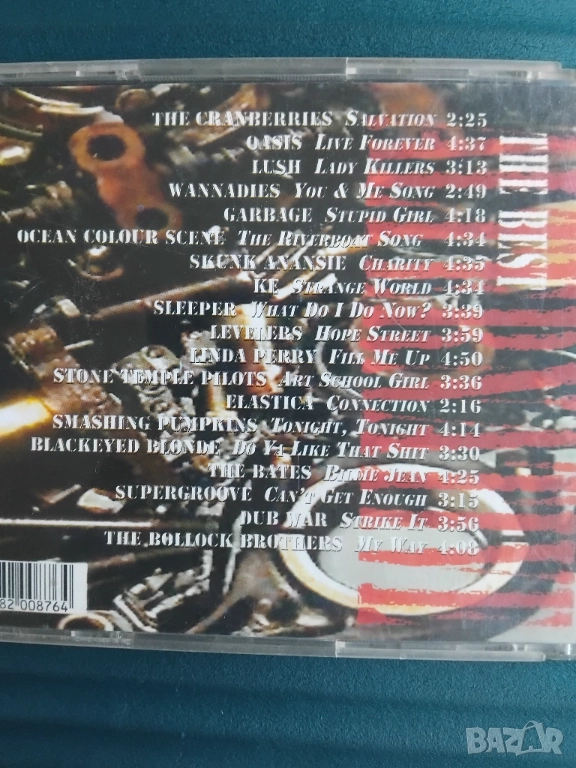 THE CRANBERRIES SALVATION 2:25
OASIS LIVE FOREVER 4:37
LUSH LADY KILLERS 3:13
WANNADIES YOU & ME SONG 2:49
GARBAGE STUPID GIRL 4:18
OCEAN COLOUR SCENE THE RIVERBOAT SONG 4:34
SKUNK ANANSIE CHARITY 4:35
KE STRANGE WORLD 4:34
SLEEPER WHAT DO I DO NOW? 3:39
LEVELERS HOPE STREET 3:59
LINDA PERRY FILL ME UP 4:50
STONE TEMPLE PILOTS ART SCHOOL GIRL 3:36
ELASTICA CONNECTION 2:16
SMASHING PUMPKINS TONIGHT, TONIGHT 4:14
BLACKEYED BLONDE DO YA LIKE THAT SHIT 3:30
THE BATES BILLIE JEAN 4:25
SUPERGROOVE CAN'T GET ENOUGH 3:15
DUB WAR STRIKE IT 3:56
THE BOLLOCK BROTHERS MY WAY 4:08
THE BEST
82 008764
BAZAR